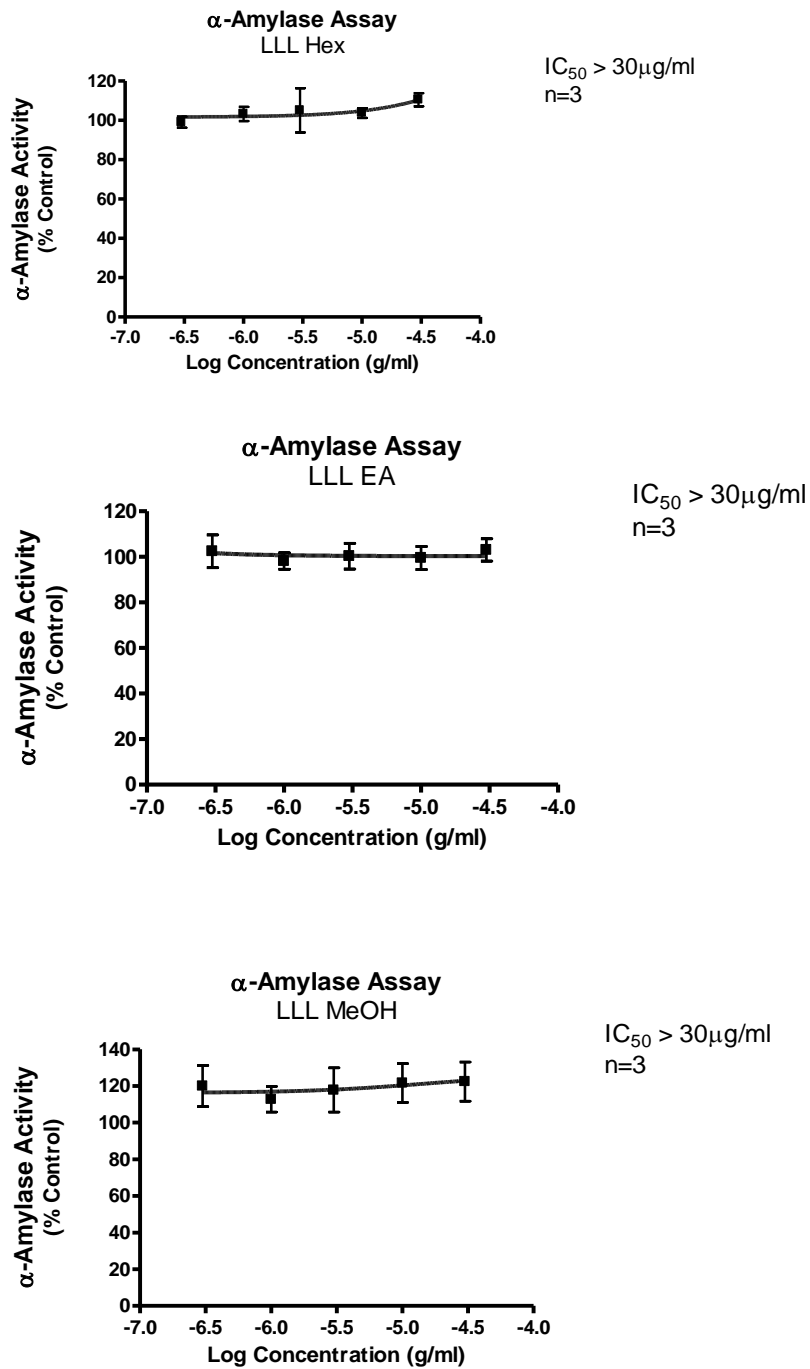 α-Amylase Assay
LLL Hex
IC50 > 30μg/ml
n=3
α-Amylase Activity
(% Control)
120
100
80
60
40
20
0
-7.0 -6.5 -6.0 -5.5 -5.0 -4.5 -4.0
Log Concentration (g/ml)
α-Amylase Assay
LLL EA
IC50 > 30μg/ml
n=3
α-Amylase Activity
(% Control)
120
100
80
60
40
20
0
-7.0 -6.5 -6.0 -5.5 -5.0 -4.5 -4.0
Log Concentration (g/ml)
α-Amylase Assay
LLL MeOH
IC50 > 30μg/ml
n=3
α-Amylase Activity
(% Control)
140
120
100
80
60
40
20
0
-7.0 -6.5 -6.0 -5.5 -5.0 -4.5 -4.0
Log Concentration (g/ml)